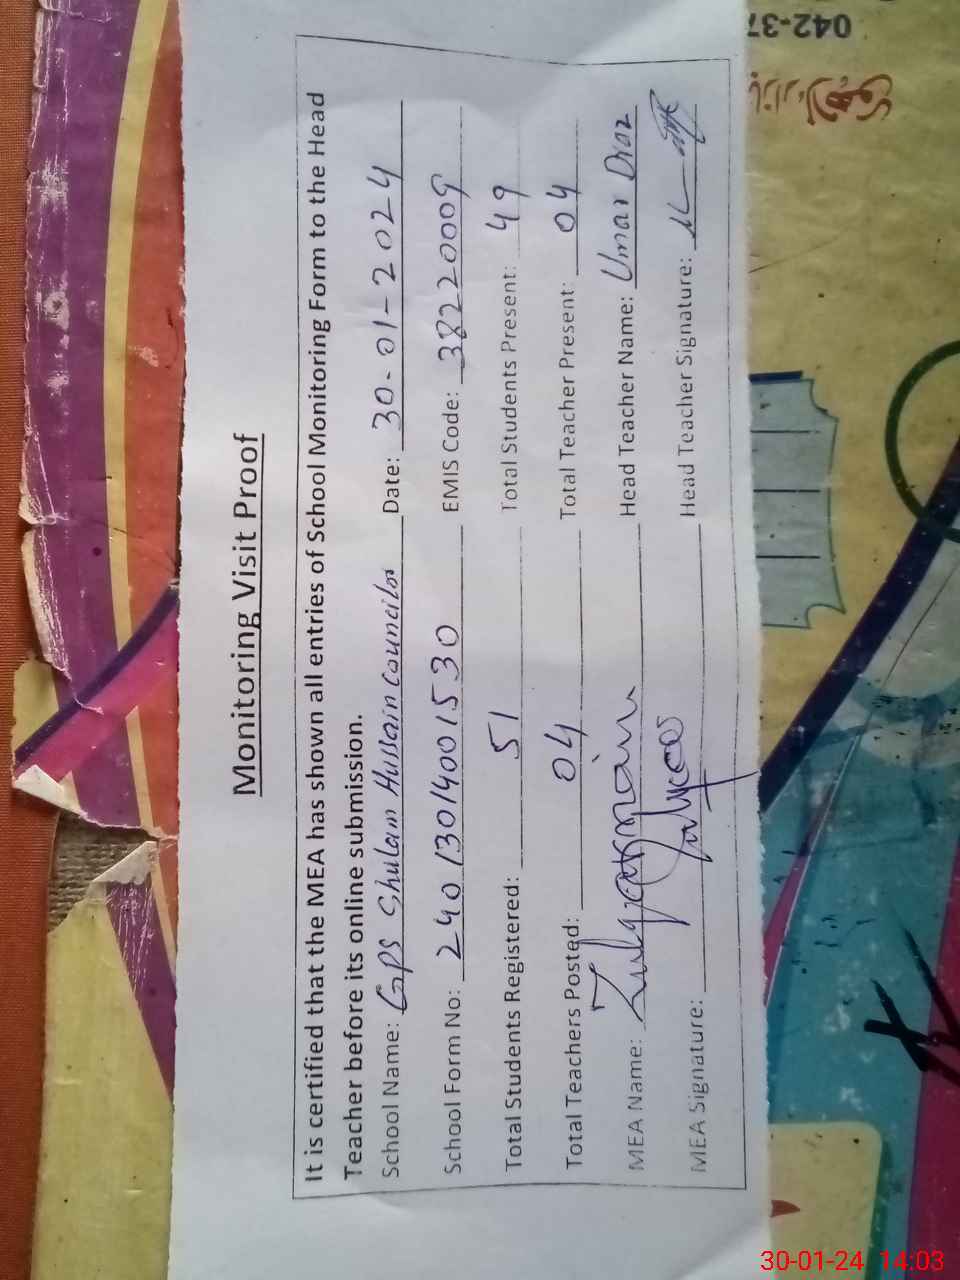 Monitoring Visit Proof
It is certified that the MEA has shown all entries of School Monitoring Form to the Head
Teacher before its online submission.
School Name: GPS Ghulam Hussain councilor Date: 30-01-2024
School Form No: 24013014001530 EMIS Code: 38220009
Total Students Registered: 51 Total Students Present: 49
Total Teachers Posted: 04 Total Teacher Present: 04
MEA Name: Zulqarnain Head Teacher Name: Umar Draz
MEA Signature: Head Teacher Signature:
042-37
30-01-24 14:03